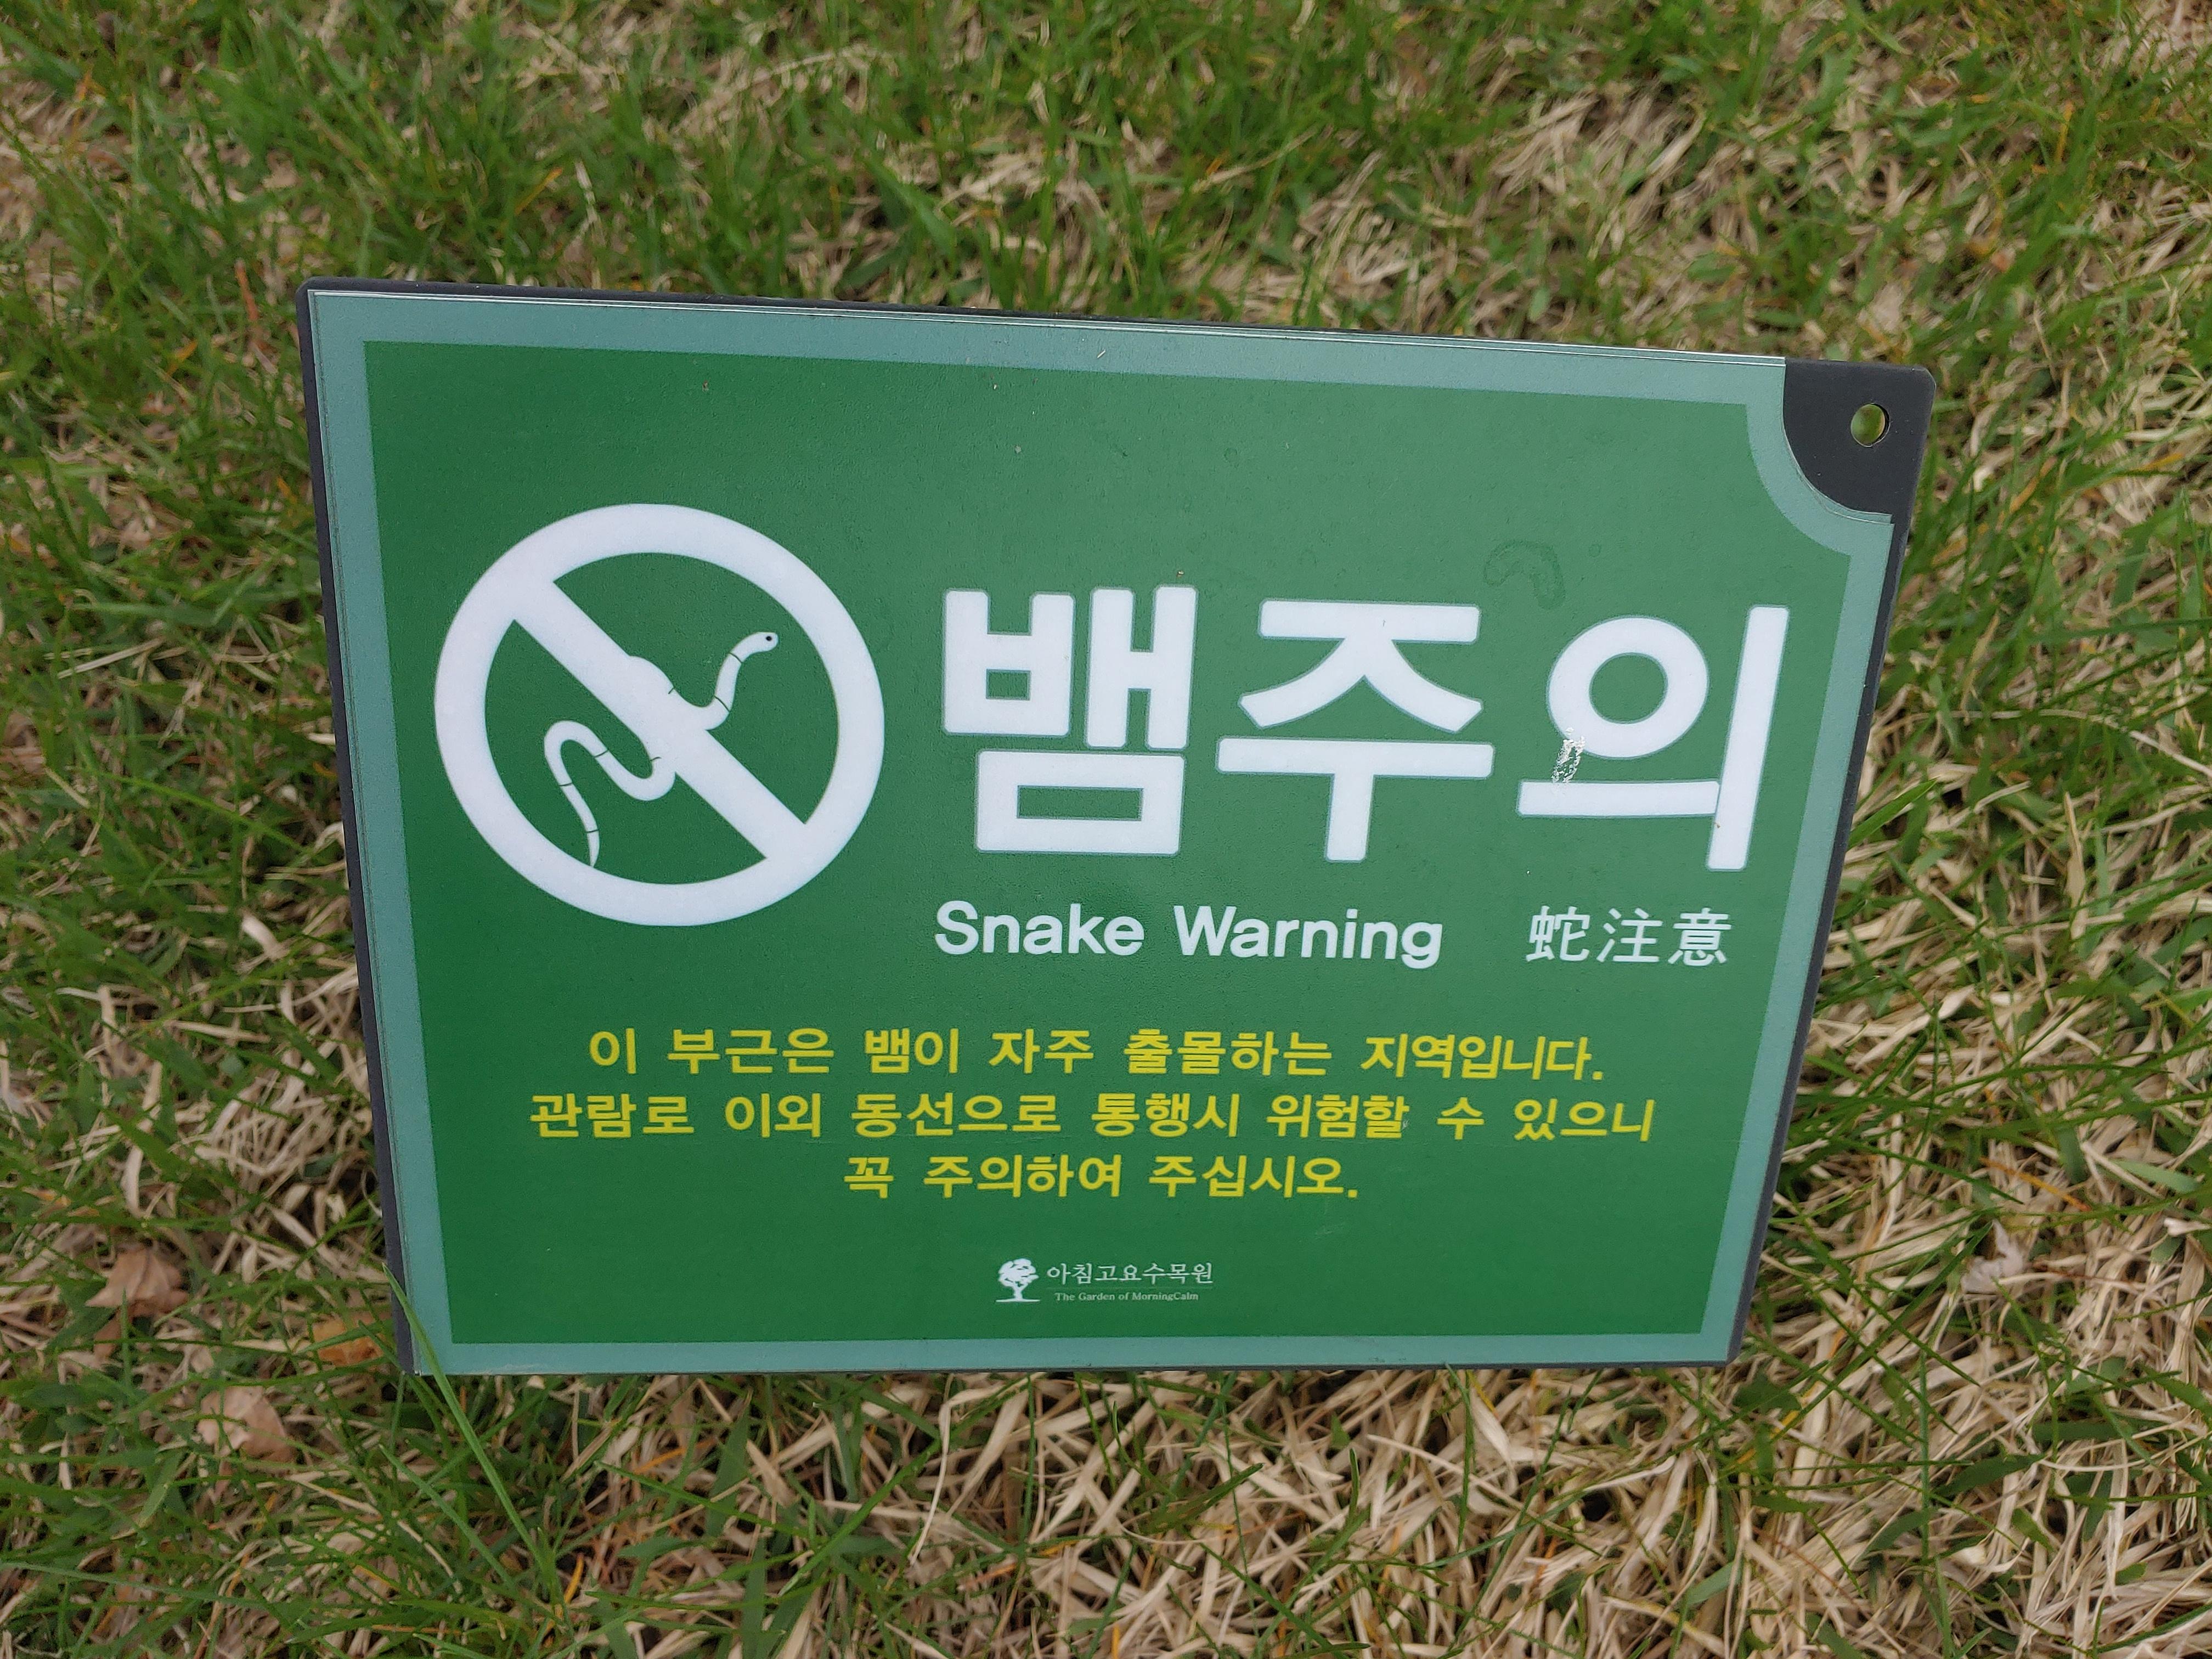 뱀주의
Snake Warning 蛇注意
이 부근은 뱀이 자주 출몰하는 지역입니다.
관람로 이외 동선으로 통행시 위험할 수 있으니
꼭 주의하여 주십시오.
아침고요수목원
The Garden of MorningCalm